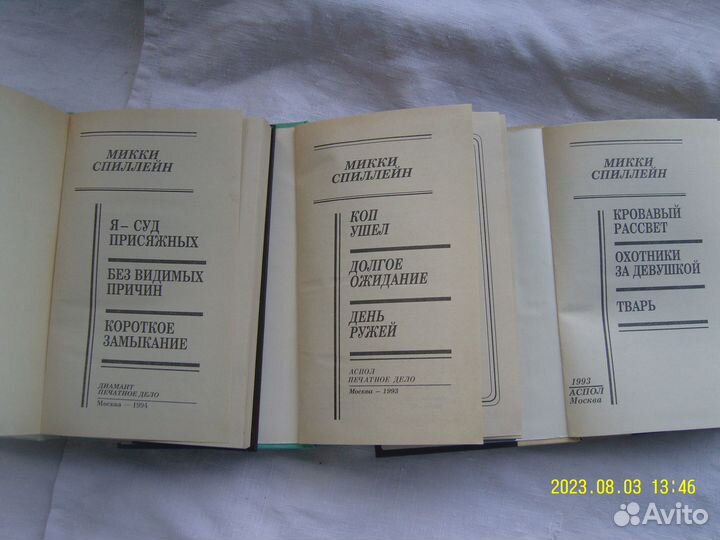 МИККИ
СПИЛЛЕЙН
Я – СУД
ПРИСЯЖНЫХ
БЕЗ ВИДИМЫХ
ПРИЧИН
КОРОТКОЕ
ЗАМЫКАНИЕ
ДИАМАНТ
ПЕЧАТНОЕ ДЕЛО
Москва – 1994
МИККИ
СПИЛЛЕЙН
КОП
УШЕЛ
ДОЛГОЕ
ОЖИДАНИЕ
ДЕНЬ
РУЖЕЙ
АСПОЛ
ПЕЧАТНОЕ ДЕЛО
Москва – 1993
МИККИ
СПИЛЛЕЙН
КРОВАВЫЙ
РАССВЕТ
ОХОТНИКИ
ЗА ДЕВУШКОЙ
ТВАРЬ
1993
АСПОЛ
Москва
2023.08.03 13:46
Avito